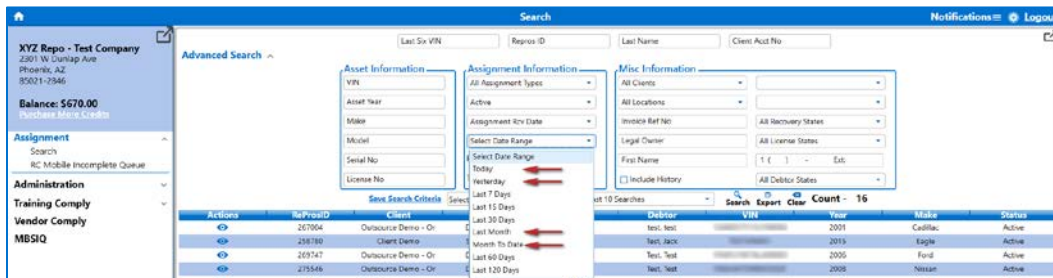 Search
Notifications
Logou
XYZ Repo - Test Company
2301 W Dunlap Ave
Phoenix, AZ
85021-2846
Balance: $670.00
Purchase More Credits
Assignment
Search
RC Mobile Incomplete Queue
Administration
Training Comply
Vendor Comply
MBSIQ
Last Six VIN
Repros ID
Last Name
Client Acct No
Advanced Search
Asset Information
VIN
Asset Year
Make
Model
Serial No
License No
Assignment Information
All Assignment Types
Active
Assignment Rcv Date
Select Date Range
Select Date Range
Today
Yesterday
Last 7 Days
Last 15 Days
Last 30 Days
Last Month
Month To Date
Last 60 Days
Last 120 Days
Misc Information
All Clients
All Locations
Invoice Ref No
All Recovery States
Legal Owner
All License States
First Name
1 ( ) - Ext:
Include History
All Debtor States
Save Search Criteria
Selec
st 10 Searches
Search Export Clear Count - 16
Actions ReProsID Client Debtor VIN Year Make Status
267004 Outsource Demo - Or test, test 2001 Cadillac Active
258780 Client Demo Test, Jack 2015 Eagle Active
269747 Outsource Demo - Or Test, Test 2006 Ford Active
275546 Outsource Demo - Or Test, Test 2008 Nissan Active